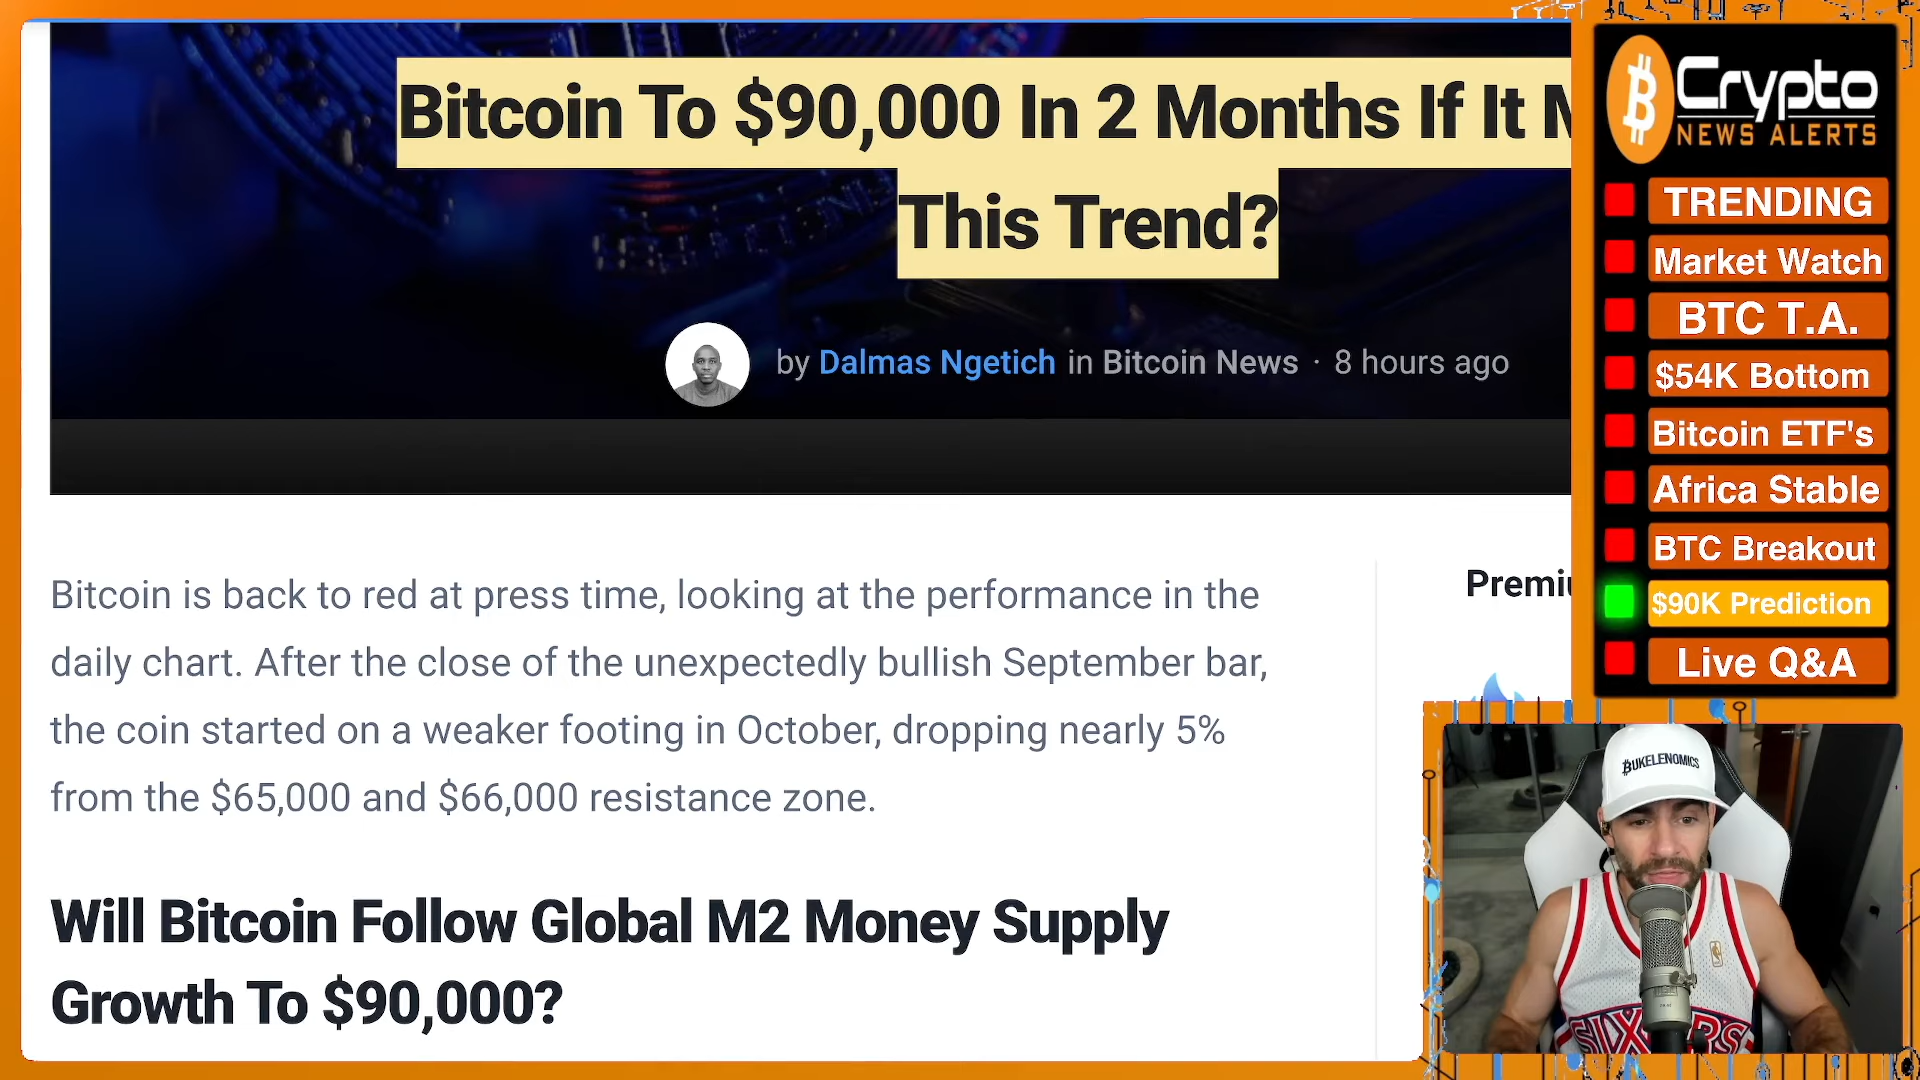 Bitcoin To $90,000 In 2 Months If It
This Trend?
by Dalmas Ngetich in Bitcoin News · 8 hours ago
Bitcoin is back to red at press time, looking at the performance in the
daily chart. After the close of the unexpectedly bullish September bar,
the coin started on a weaker footing in October, dropping nearly 5%
from the $65,000 and $66,000 resistance zone.
Will Bitcoin Follow Global M2 Money Supply
Growth To $90,000?
Crypto
NEWS ALERTS
TRENDING
Market Watch
BTC T.A.
$54K Bottom
Bitcoin ETF's
Africa Stable
BTC Breakout
$90K Prediction
Live Q&A
BUKELENOMICS
SIXERS